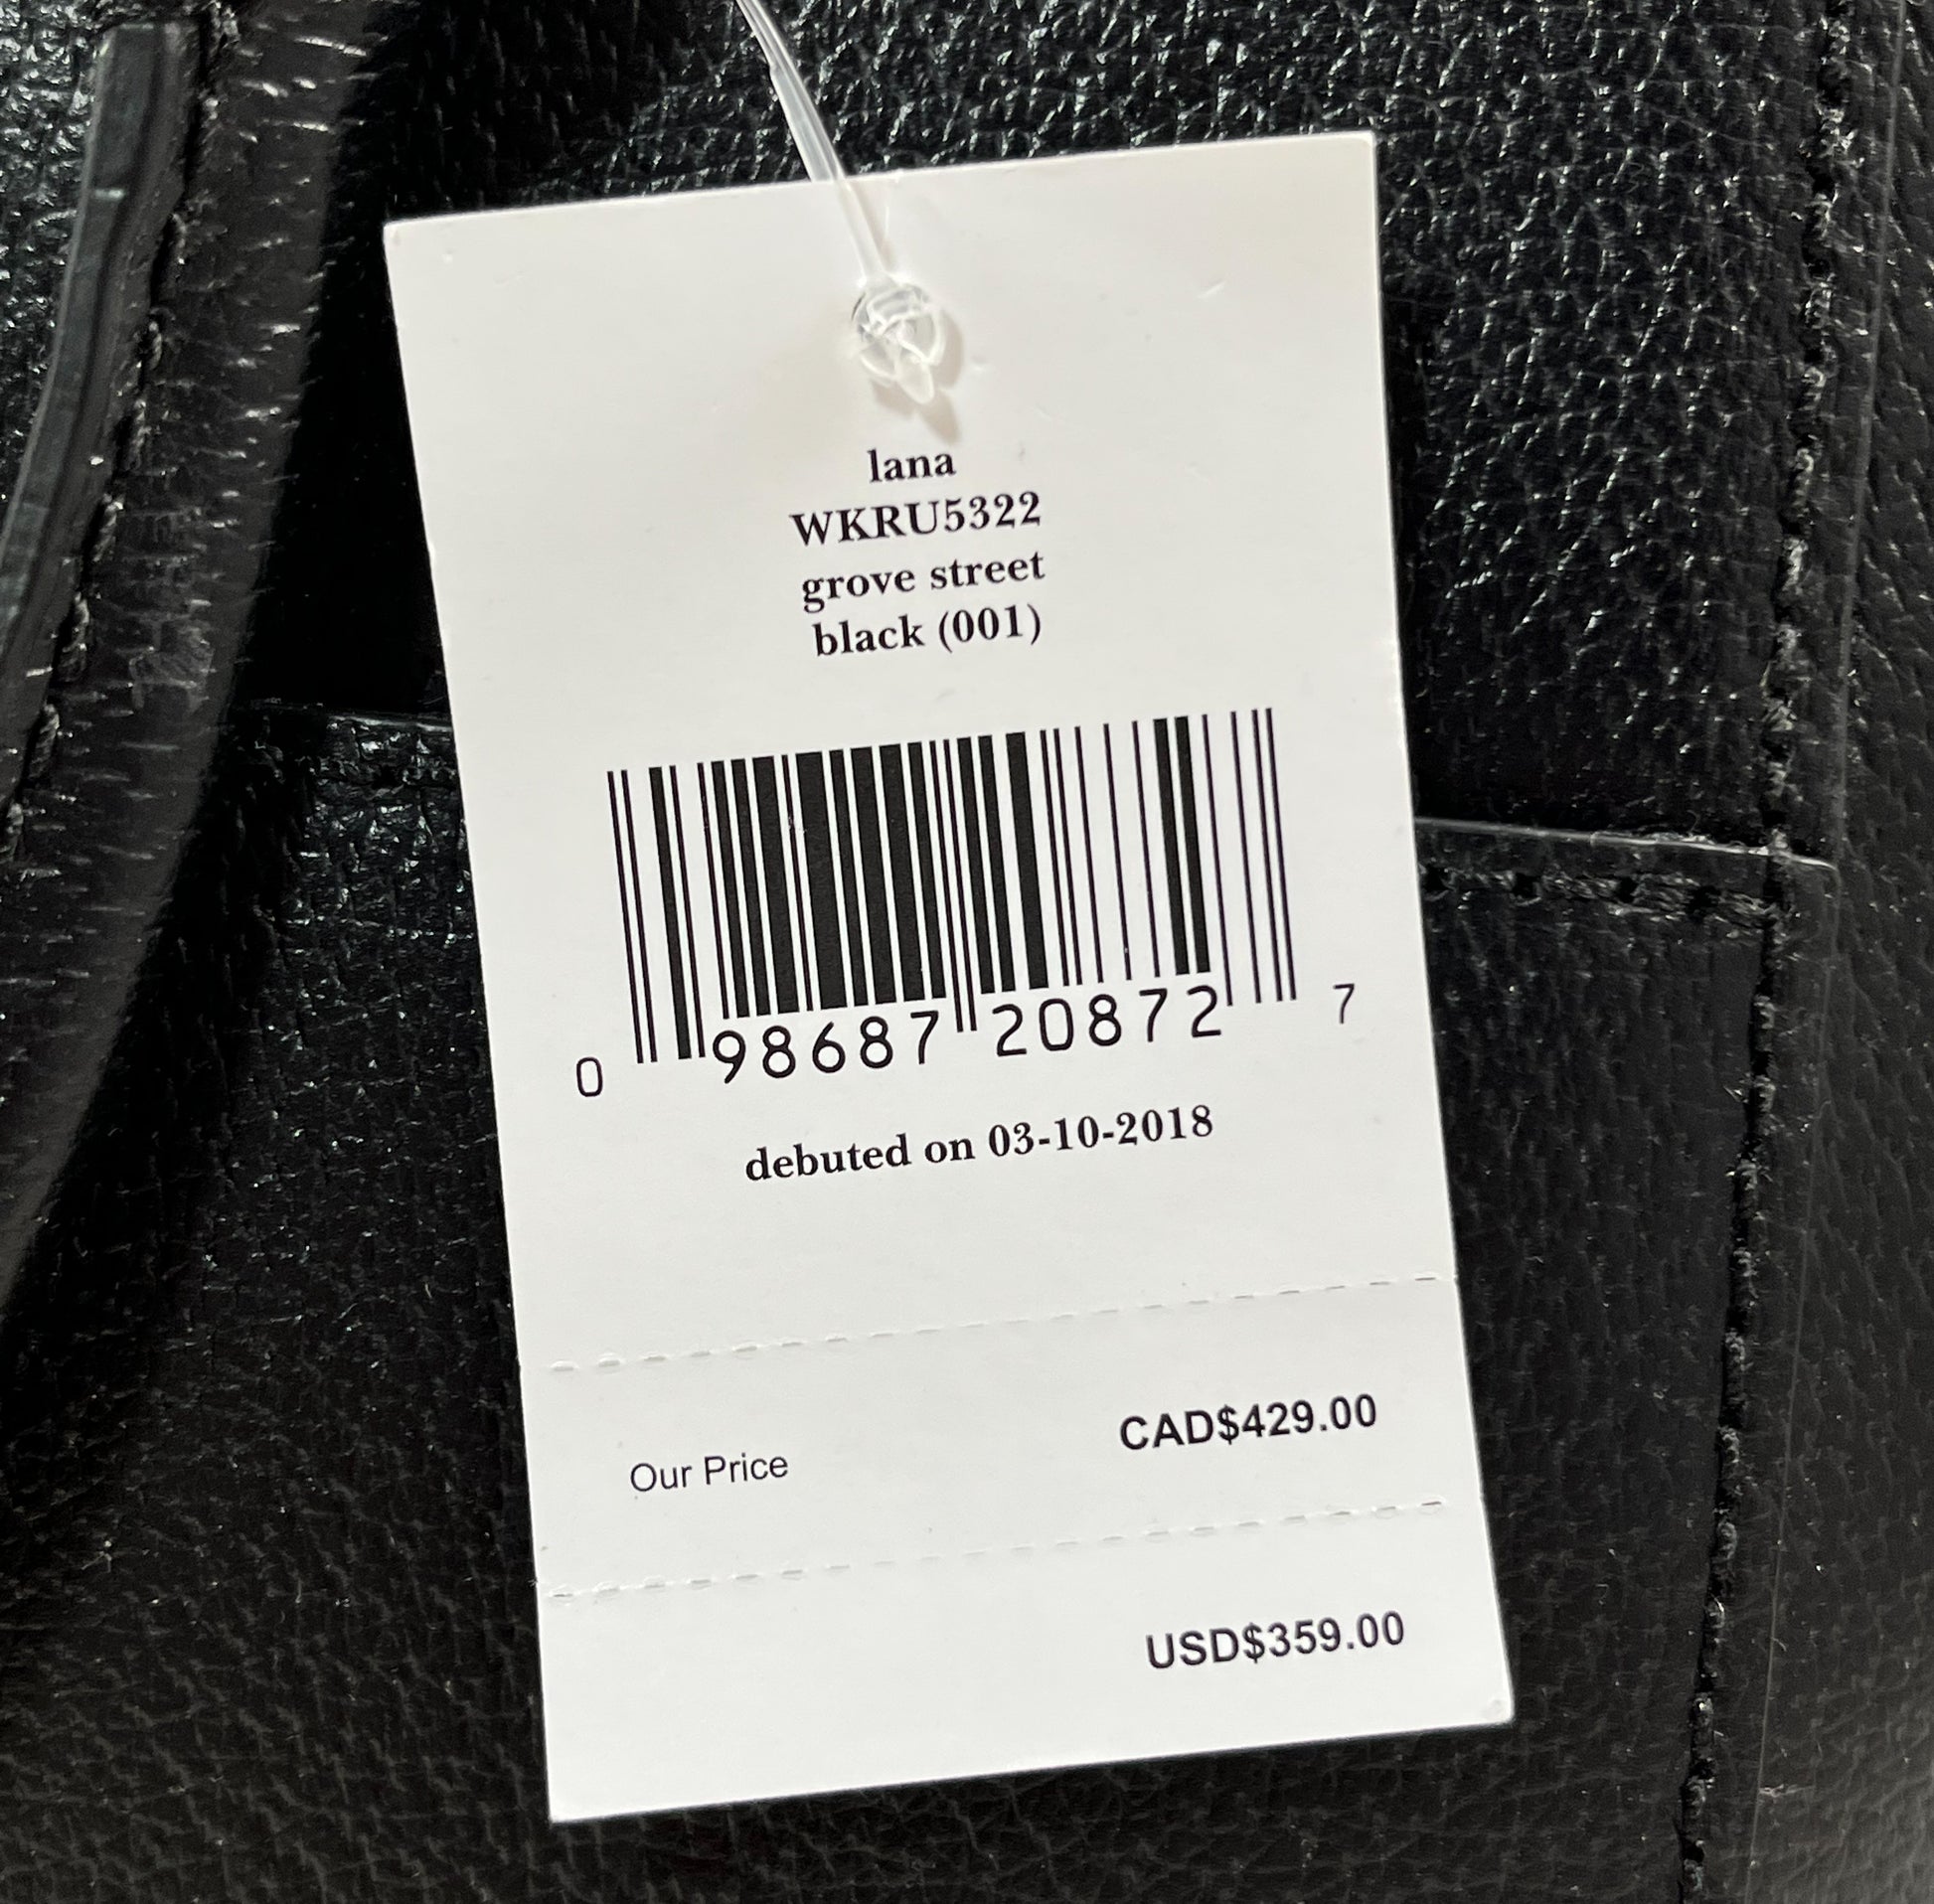 lana
WKRU5322
grove street
black (001)
0 98687 20872 7
debuted on 03-10-2018
Our Price CAD$429.00
USD$359.00